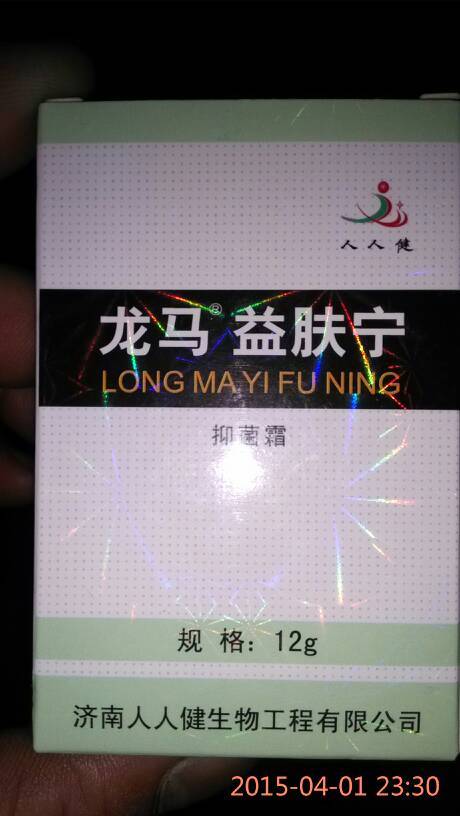 人人健
龙马® 益肤宁
LONG MA YI FU NING
抑菌霜
规 格：12g
济南人人健生物工程有限公司
2015-04-01 23:30